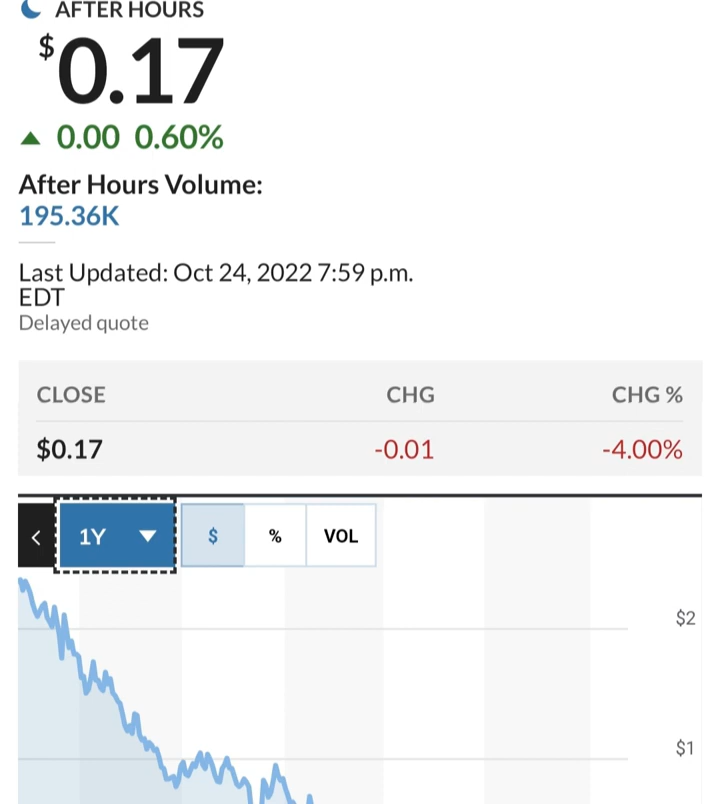 AFTER HOURS
$0.17
0.00 0.60%
After Hours Volume:
195.36K
Last Updated: Oct 24, 2022 7:59 p.m.
EDT
Delayed quote
CLOSE CHG CHG %
$0.17 -0.01 -4.00%
1Y $ % VOL
$2
$1